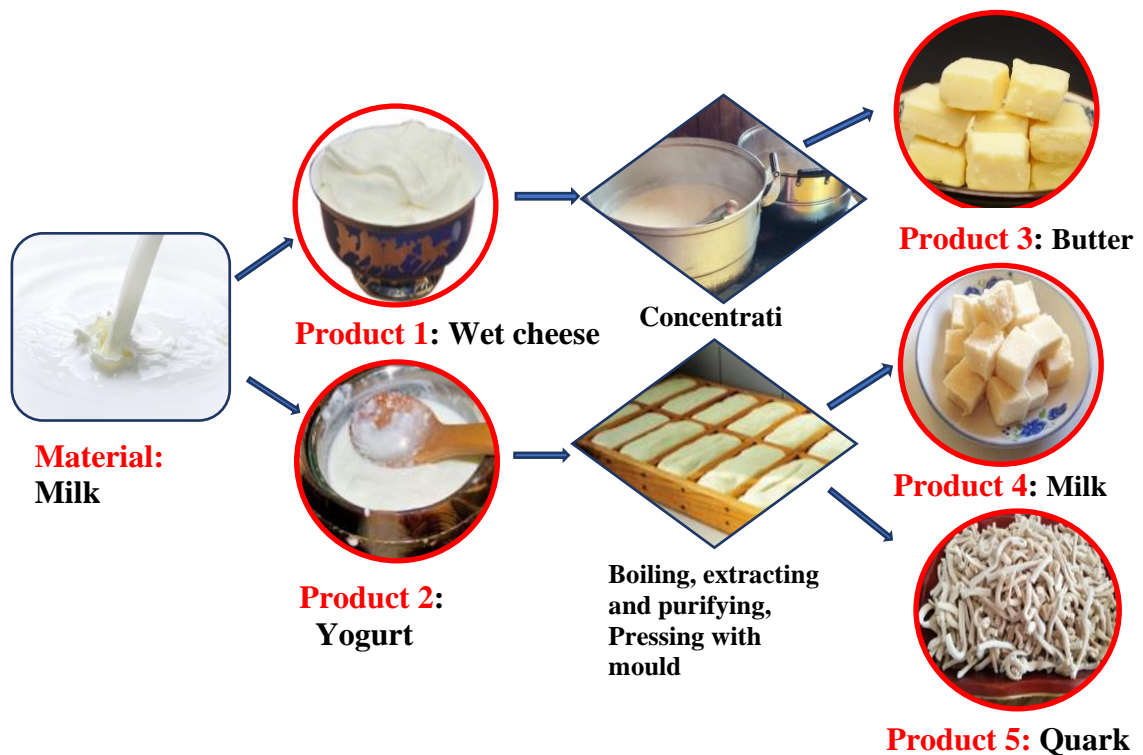 Material:
Milk
Product 1: Wet cheese
Product 2:
Yogurt
Concentrati
Boiling, extracting
and purifying,
Pressing with
mould
Product 3: Butter
Product 4: Milk
Product 5: Quark